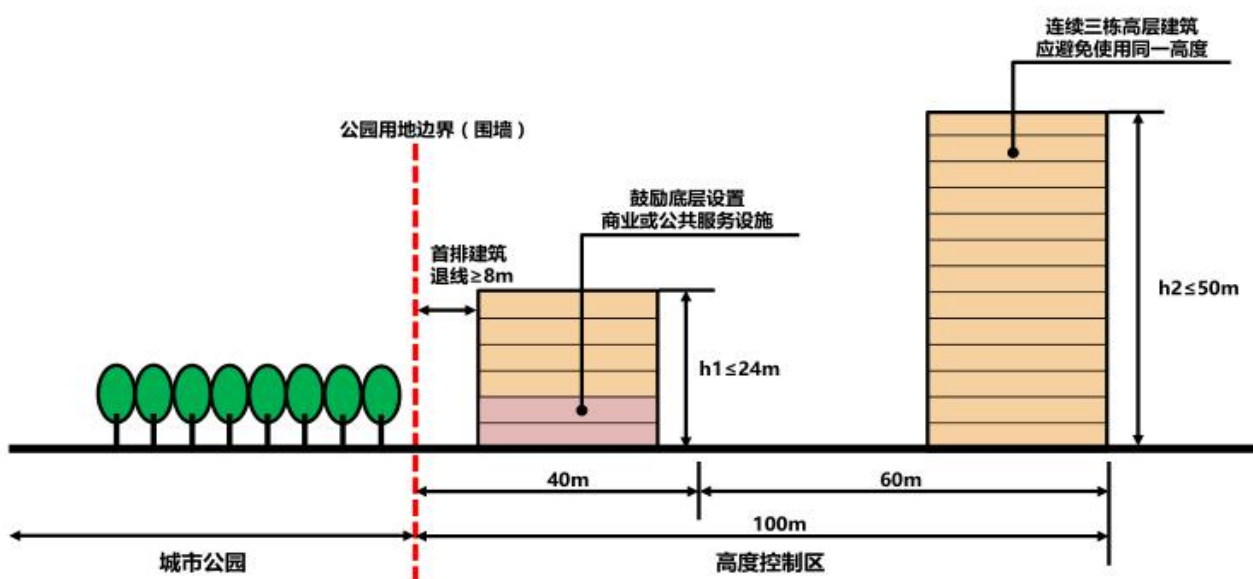 连续三栋高层建筑
应避免使用同一高度
公园用地边界（围墙）
鼓励底层设置
商业或公共服务设施
首排建筑
退线≥8m
h2≤50m
h1≤24m
40m
60m
100m
城市公园
高度控制区